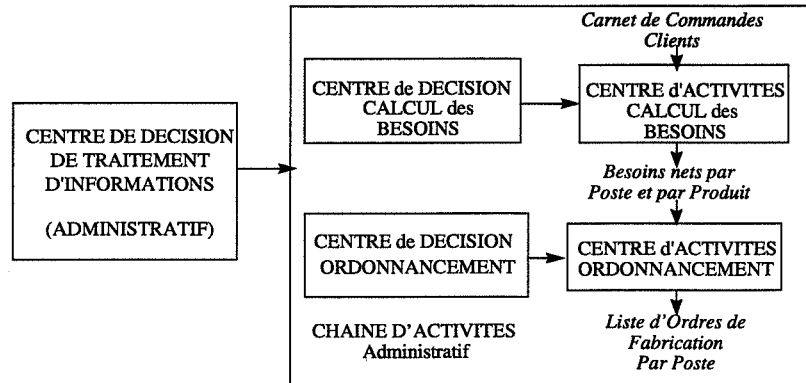 Carnet de Commandes
Clients
CENTRE DE DECISION
DE TRAITEMENT
D'INFORMATIONS
(ADMINISTRATIF)
CENTRE de DECISION
CALCUL des
BESOINS
CENTRE d'ACTIVITES
CALCUL des
BESOINS
Besoins nets par
Poste et par Produit
CENTRE de DECISION
ORDONNANCEMENT
CENTRE d'ACTIVITES
ORDONNANCEMENT
CHAINE D'ACTIVITES
Administratif
Liste d'Ordres de
Fabrication
Par Poste